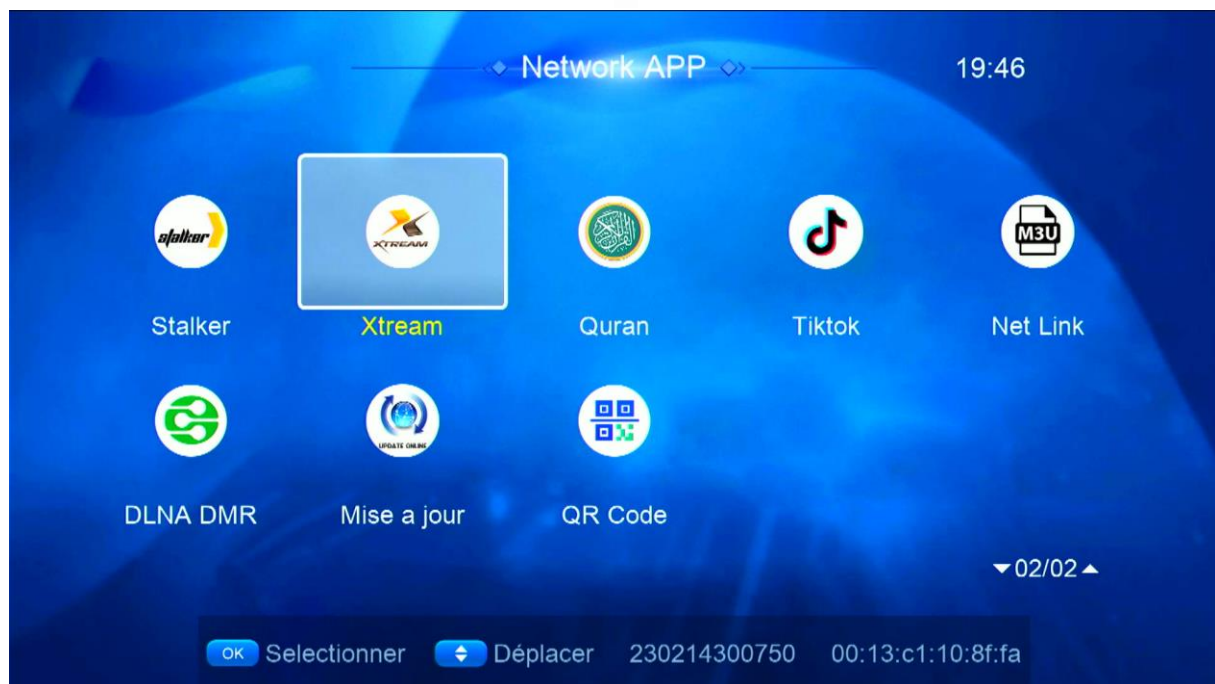 Network APP
19:46
stalker
XTREAM
M3U
Stalker
Xtream
Quran
Tiktok
Net Link
UPDATE ONLINE
DLNA DMR
Mise a jour
QR Code
02/02
OK Selectionner Déplacer 230214300750 00:13:c1:10:8f:fa